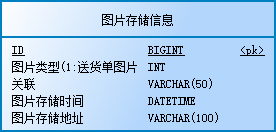 图片存储信息
ID BIGINT <pk>
图片类型(1:送货单图片 INT
关联 VARCHAR(50)
图片存储时间 DATETIME
图片存储地址 VARCHAR(100)